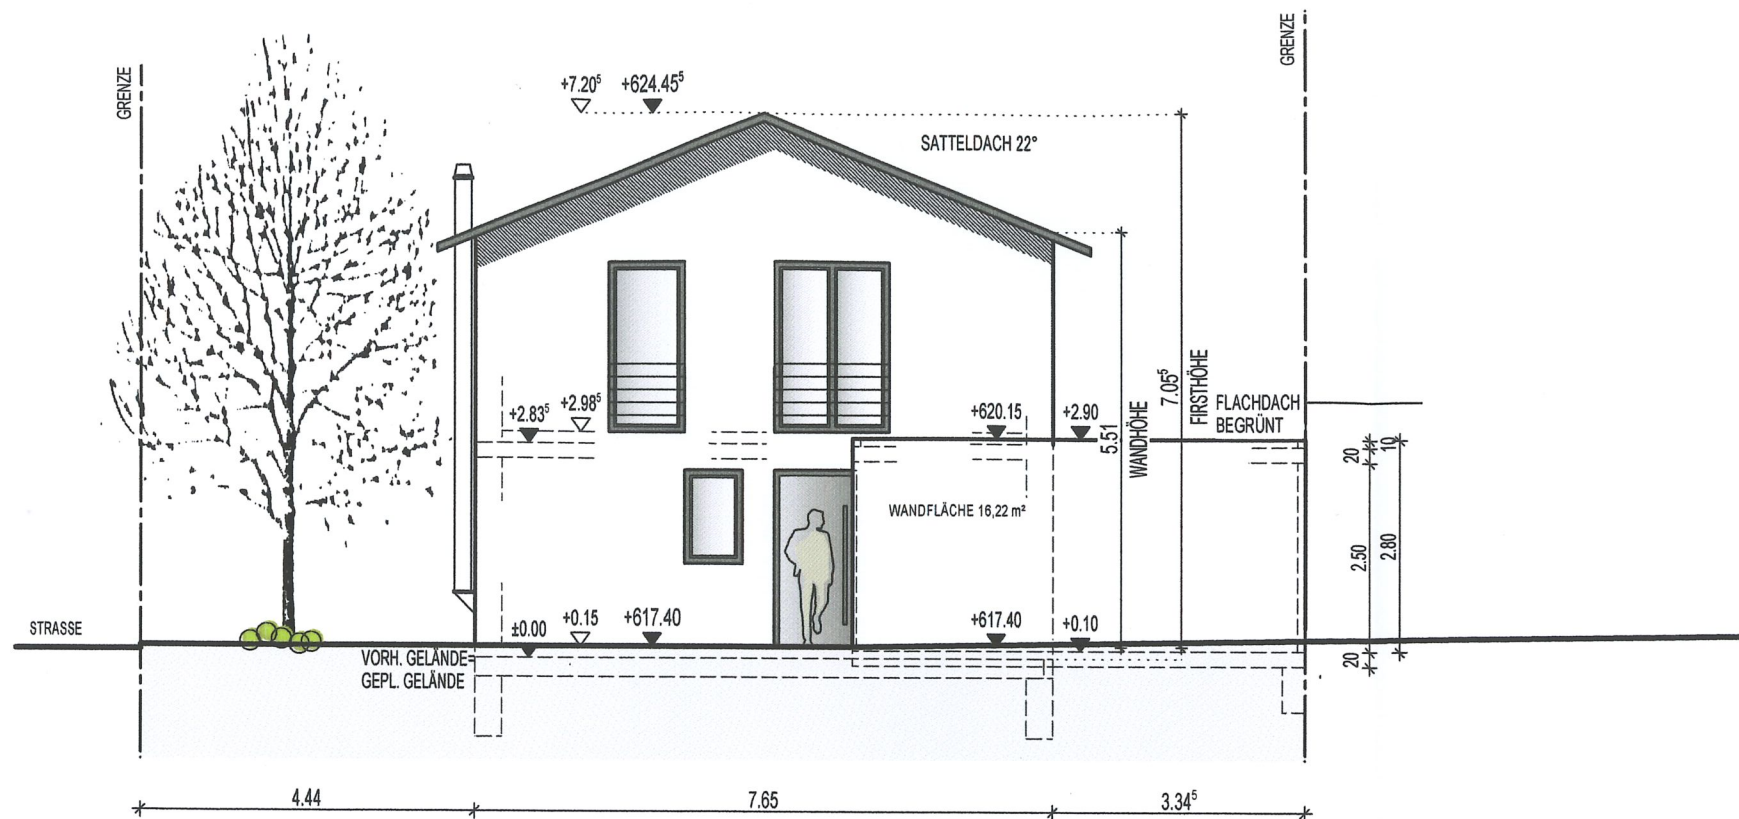 GRENZE
GRENZE
+7.20⁵
+624.45⁵
SATTELDACH 22°
7.05⁵
FIRSTHÖHE
5.51
WANDHÖHE
FLACHDACH
BEGRÜNT
+2.83⁵
+2.98⁵
+620.15
+2.90
20
10
WANDFLÄCHE 16,22 m²
2.50
2.80
STRASSE
±0.00
+0.15
+617.40
+617.40
+0.10
20
VORH. GELÄNDE
GEPL. GELÄNDE
4.44
7.65
3.34⁵